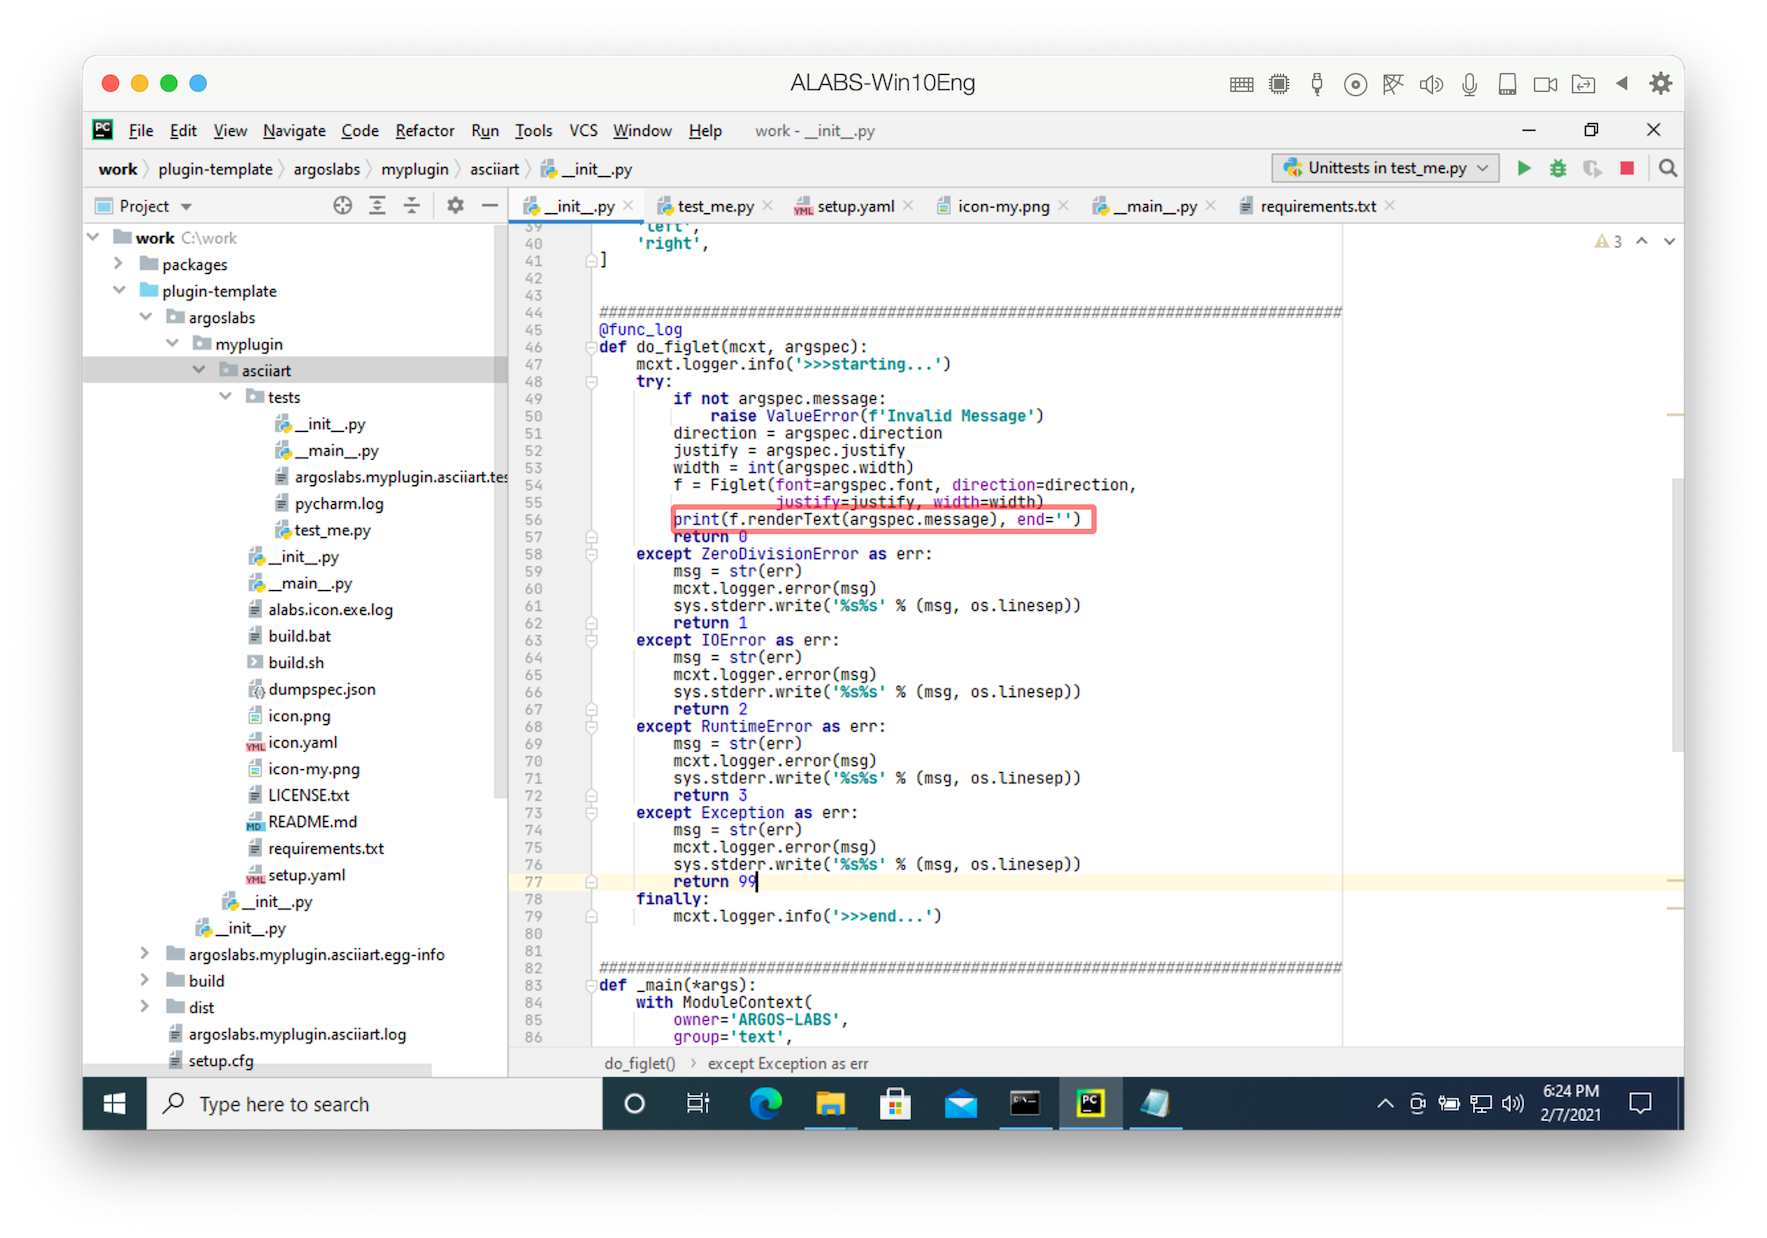 ALABS-Win10Eng
PC File Edit View Navigate Code Refactor Run Tools VCS Window Help work - __init__.py
work plugin-template argoslabs myplugin asciiart __init__.py Unittests in test_me.py
Project
__init__.py test_me.py setup.yaml icon-my.png __main__.py requirements.txt
work C:\work
packages
plugin-template
argoslabs
myplugin
asciiart
tests
__init__.py
__main__.py
argoslabs.myplugin.asciiart.tes
pycharm.log
test_me.py
__init__.py
__main__.py
alabs.icon.exe.log
build.bat
build.sh
dumpspec.json
icon.png
icon.yaml
icon-my.png
LICENSE.txt
README.md
requirements.txt
setup.yaml
__init__.py
__init__.py
argoslabs.myplugin.asciiart.egg-info
build
dist
argoslabs.myplugin.asciiart.log
setup.cfg
3
39 'left',
40 'right',
41 ]
42
43
44 ################################################################################
45 @func_log
46 def do_figlet(mcxt, argspec):
47 mcxt.logger.info('>>>starting...')
48 try:
49 if not argspec.message:
50 raise ValueError(f'Invalid Message')
51 direction = argspec.direction
52 justify = argspec.justify
53 width = int(argspec.width)
54 f = Figlet(font=argspec.font, direction=direction,
55 justify=justify, width=width)
56 print(f.renderText(argspec.message), end='')
57 return 0
58 except ZeroDivisionError as err:
59 msg = str(err)
60 mcxt.logger.error(msg)
61 sys.stderr.write('%s%s' % (msg, os.linesep))
62 return 1
63 except IOError as err:
64 msg = str(err)
65 mcxt.logger.error(msg)
66 sys.stderr.write('%s%s' % (msg, os.linesep))
67 return 2
68 except RuntimeError as err:
69 msg = str(err)
70 mcxt.logger.error(msg)
71 sys.stderr.write('%s%s' % (msg, os.linesep))
72 return 3
73 except Exception as err:
74 msg = str(err)
75 mcxt.logger.error(msg)
76 sys.stderr.write('%s%s' % (msg, os.linesep))
77 return 99
78 finally:
79 mcxt.logger.info('>>>end...')
80
81
82 ################################################################################
83 def _main(*args):
84 with ModuleContext(
85 owner='ARGOS-LABS',
86 group='text',
do_figlet() except Exception as err
Type here to search
PC
6:24 PM
2/7/2021